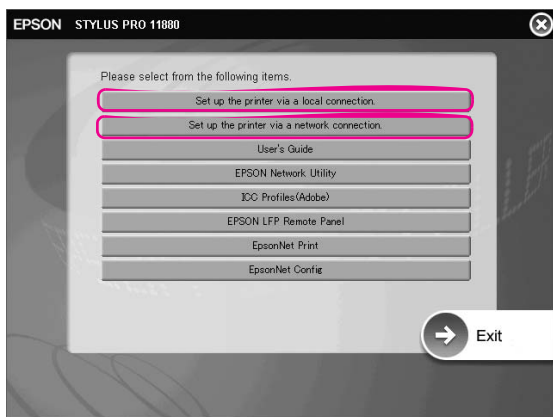 EPSON STYLUS PRO 11880
Please select from the following items.
Set up the printer via a local connection.
Set up the printer via a network connection.
User's Guide
EPSON Network Utility
ICC Profiles(Adobe)
EPSON LFP Remote Panel
EpsonNet Print
EpsonNet Config
Exit